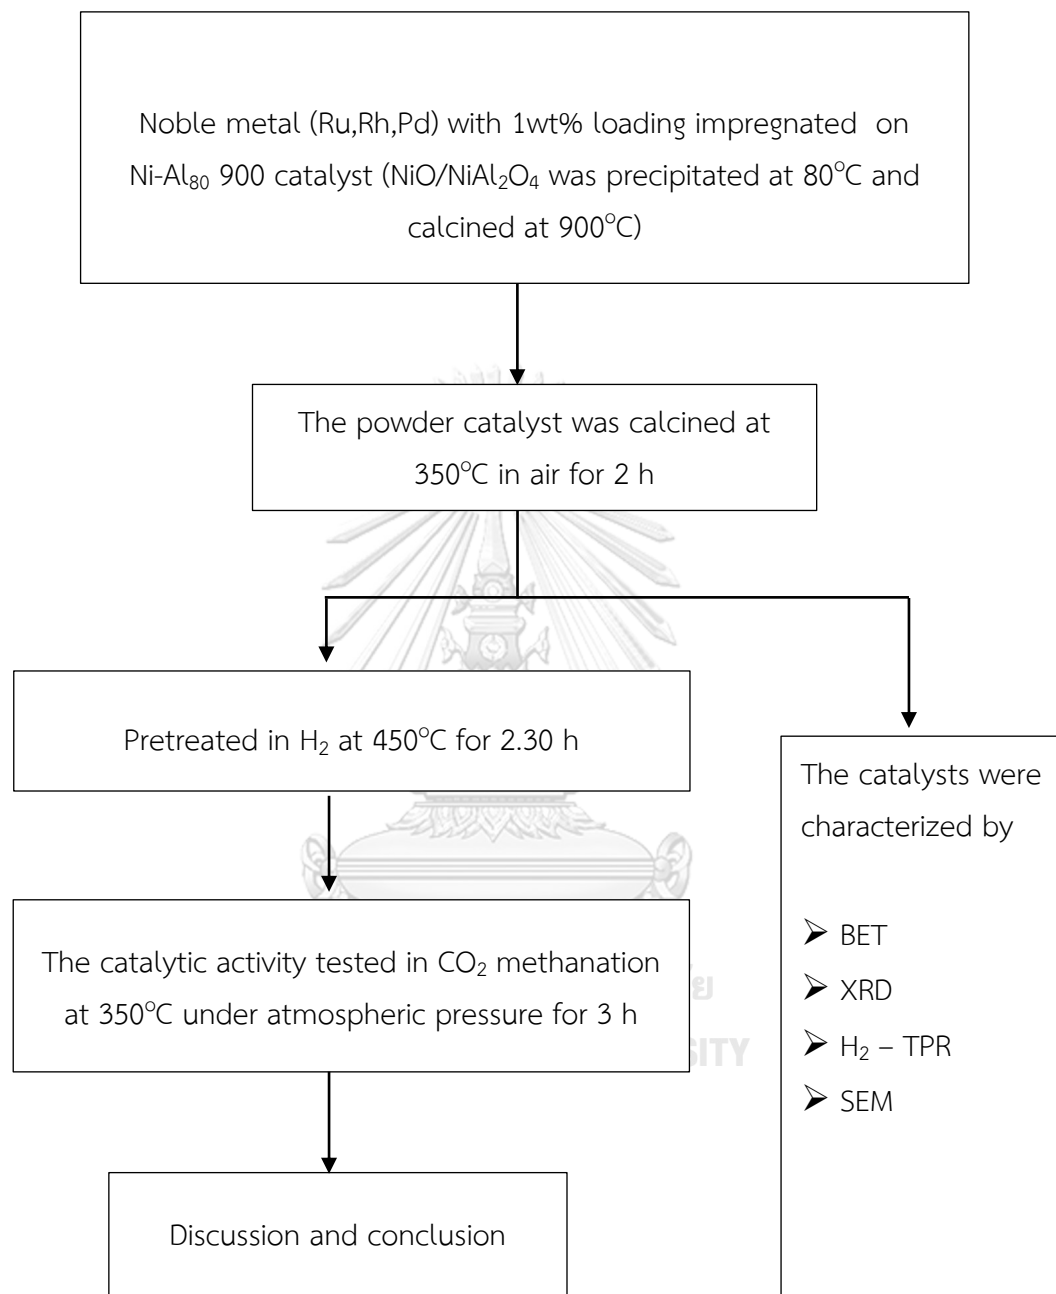 Noble metal (Ru,Rh,Pd) with 1wt% loading impregnated on
Ni-Al₈₀ 900 catalyst (NiO/NiAl₂O₄ was precipitated at 80°C and
calcined at 900°C)
The powder catalyst was calcined at
350°C in air for 2 h
Pretreated in H₂ at 450°C for 2.30 h
The catalytic activity tested in CO₂ methanation
at 350°C under atmospheric pressure for 3 h
Discussion and conclusion
The catalysts were
characterized by
➢ BET
➢ XRD
➢ H₂ – TPR
➢ SEM